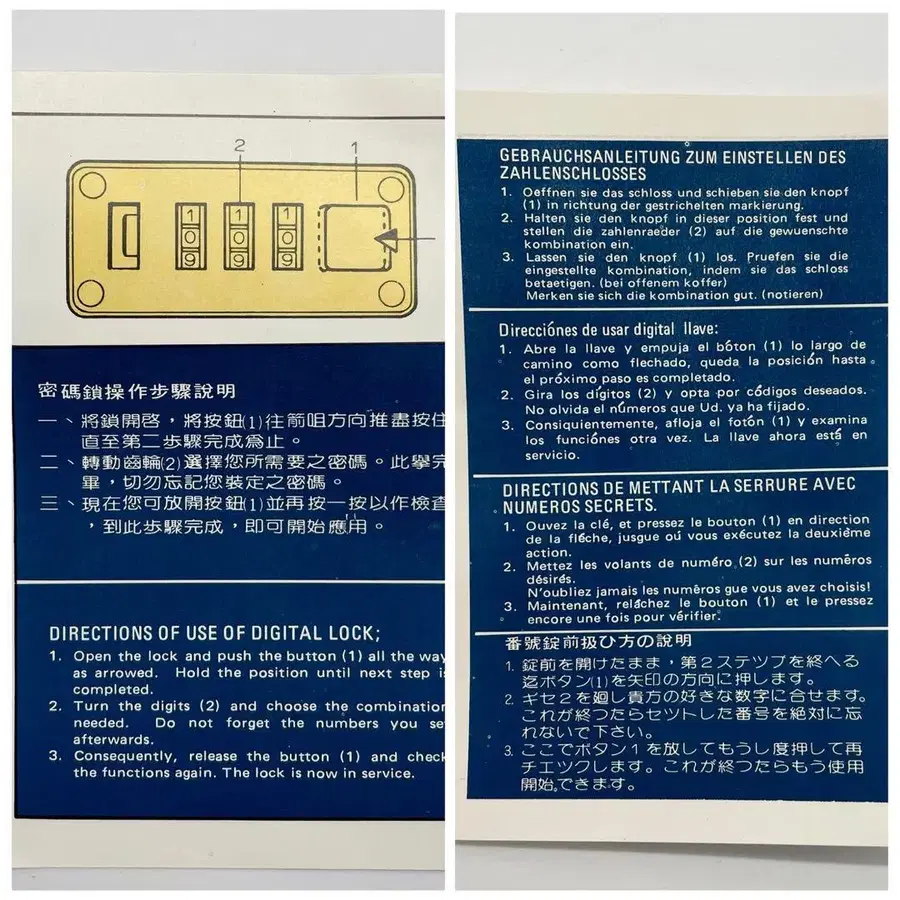 2
1
1
1
1
0
0
0
9
9
9
密碼鎖操作步驟說明
一、將鎖開啓，將按鈕(1)往箭咀方向推盡按住
直至第二步驟完成為止。
二、轉動齒輪(2)選擇您所需要之密碼。此擧完
畢，切勿忘記您裝定之密碼。
三、現在您可放開按鈕(1)並再按一按以作檢查
，到此步驟完成，即可開始應用。
DIRECTIONS OF USE OF DIGITAL LOCK;
1. Open the lock and push the button (1) all the way
as arrowed. Hold the position until next step is
completed.
2. Turn the digits (2) and choose the combination
needed. Do not forget the numbers you set
afterwards.
3. Consequently, release the button (1) and check
the functions again. The lock is now in service.
GEBRAUCHSANLEITUNG ZUM EINSTELLEN DES
ZAHLENSCHLOSSES
1. Oeffnen sie das schloss und schieben sie den knopf
(1) in richtung der gestrichelten markierung.
2. Halten sie den knopf in dieser position fest und
stellen die zahlenraeder (2) auf die gewuenschte
kombination ein.
3. Lassen sie den knopf (1) los. Pruefen sie die
eingestellte kombination, indem sie das schloss
betaetigen. (bei offenem koffer)
Merken sie sich die kombination gut. (notieren)
Direcciónes de usar digital llave:
1. Abre la llave y empuja el bóton (1) lo largo de
camino como flechado, queda la posición hasta
el próximo paso es completado.
2. Gira los dígitos (2) y opta por códigos deseados.
No olvida el números que Ud. ya ha fijado.
3. Consiquientemente, afloja el fotón (1) y examina
los funciónes otra vez. La llave ahora está en
servicio.
DIRECTIONS DE METTANT LA SERRURE AVEC
NUMEROS SECRETS.
1. Ouvez la clé, et pressez le bouton (1) en direction
de la fléche, jusgue oú vous exécutez la deuxième
action.
2. Mettez les volants de numéro (2) sur les numéros
désirés.
N'oubliez jamais les numéros que vous avez choisis!
3. Maintenant, relâchez le bouton (1) et le pressez
encore une fois pour vérifier.
番號錠前扱ひ方の說明
1. 錠前を開けたまま，第2ステツプを終へる
迄ボタン(1)を矢印の方向に押します。
2. ギセ2を廻し貴方の好きな数字に合せます。
これが終つたらセツトした番号を絶対に忘
れないで下さい。
3. ここでボタン1を放してもうし度押して再
チエツクします。これが終つたらもう使用
開始できます。